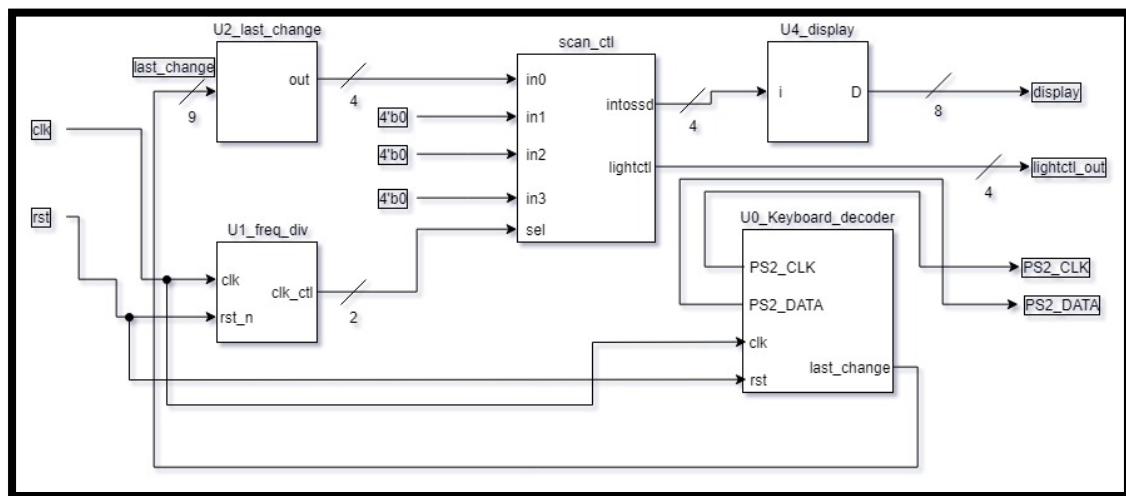 U2_last_change
last_change
out
4
9
clk
rst
U1_freq_div
clk
clk_ctl
rst_n
2
scan_ctl
in0
4'b0
in1
4'b0
in2
4'b0
in3
sel
intossd
4
lightctl
U4_display
i
D
8
display
4
lightctl_out
U0_Keyboard_decoder
PS2_CLK
PS2_DATA
clk
last_change
rst
PS2_CLK
PS2_DATA